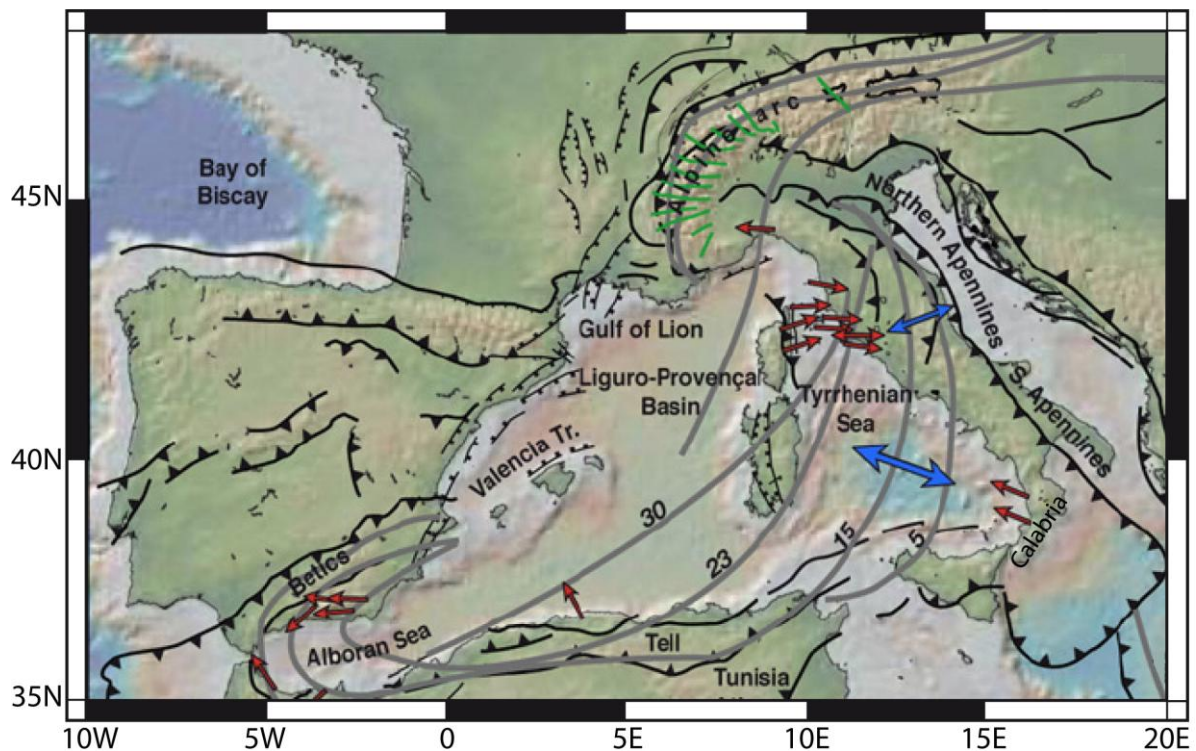 Alpine arc
Bay of
Biscay
45N
Northern Apennines
Gulf of Lion
Liguro-Provençal
Basin
Tyrrhenian
Sea
S. Apennines
40N
Valencia Tr.
30
23
15
5
Calabria
Betics
Alboran Sea
Tell
Tunisia
35N
10W
5W
0
5E
10E
15E
20E